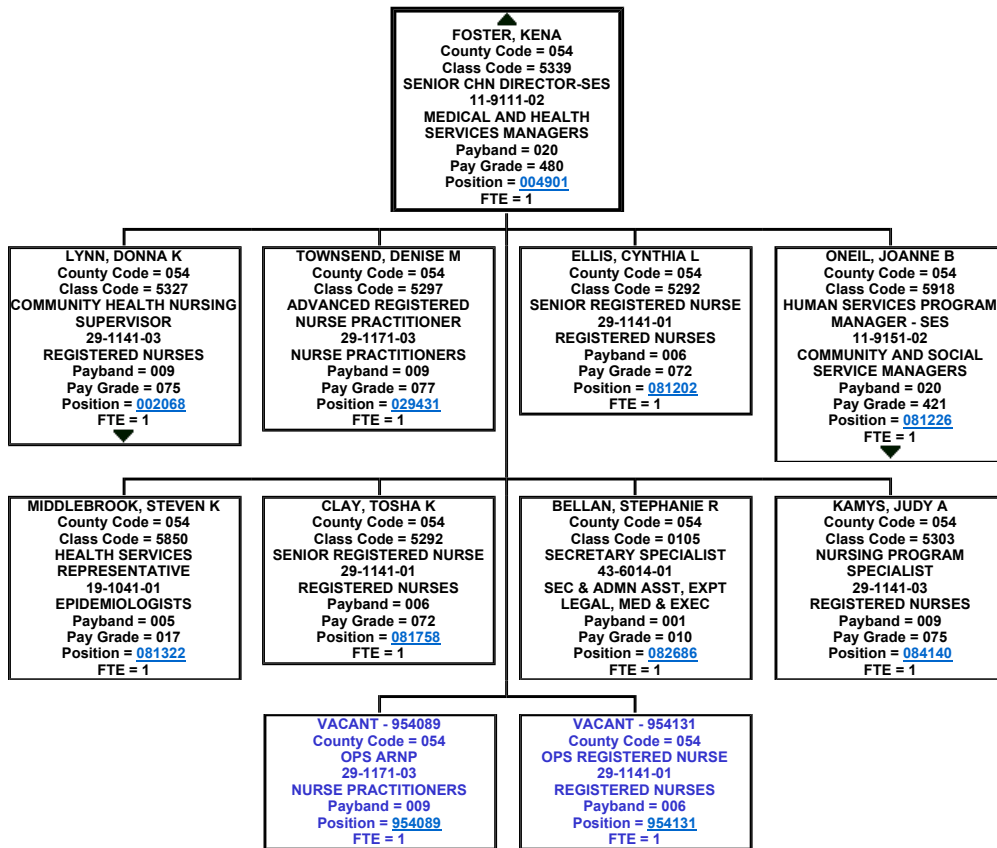 FOSTER, KENA
County Code = 054
Class Code = 5339
SENIOR CHN DIRECTOR-SES
11-9111-02
MEDICAL AND HEALTH
SERVICES MANAGERS
Payband = 020
Pay Grade = 480
Position = 004901
FTE = 1
LYNN, DONNA K
County Code = 054
Class Code = 5327
COMMUNITY HEALTH NURSING
SUPERVISOR
29-1141-03
REGISTERED NURSES
Payband = 009
Pay Grade = 075
Position = 002068
FTE = 1
TOWNSEND, DENISE M
County Code = 054
Class Code = 5297
ADVANCED REGISTERED
NURSE PRACTITIONER
29-1171-03
NURSE PRACTITIONERS
Payband = 009
Pay Grade = 077
Position = 029431
FTE = 1
ELLIS, CYNTHIA L
County Code = 054
Class Code = 5292
SENIOR REGISTERED NURSE
29-1141-01
REGISTERED NURSES
Payband = 006
Pay Grade = 072
Position = 081202
FTE = 1
ONEIL, JOANNE B
County Code = 054
Class Code = 5918
HUMAN SERVICES PROGRAM
MANAGER - SES
11-9151-02
COMMUNITY AND SOCIAL
SERVICE MANAGERS
Payband = 020
Pay Grade = 421
Position = 081226
FTE = 1
MIDDLEBROOK, STEVEN K
County Code = 054
Class Code = 5850
HEALTH SERVICES
REPRESENTATIVE
19-1041-01
EPIDEMIOLOGISTS
Payband = 005
Pay Grade = 017
Position = 081322
FTE = 1
CLAY, TOSHA K
County Code = 054
Class Code = 5292
SENIOR REGISTERED NURSE
29-1141-01
REGISTERED NURSES
Payband = 006
Pay Grade = 072
Position = 081758
FTE = 1
BELLAN, STEPHANIE R
County Code = 054
Class Code = 0105
SECRETARY SPECIALIST
43-6014-01
SEC & ADMN ASST, EXPT
LEGAL, MED & EXEC
Payband = 001
Pay Grade = 010
Position = 082686
FTE = 1
KAMYS, JUDY A
County Code = 054
Class Code = 5303
NURSING PROGRAM
SPECIALIST
29-1141-03
REGISTERED NURSES
Payband = 009
Pay Grade = 075
Position = 084140
FTE = 1
VACANT - 954089
County Code = 054
OPS ARNP
29-1171-03
NURSE PRACTITIONERS
Payband = 009
Position = 954089
FTE = 1
VACANT - 954131
County Code = 054
OPS REGISTERED NURSE
29-1141-01
REGISTERED NURSES
Payband = 006
Position = 954131
FTE = 1